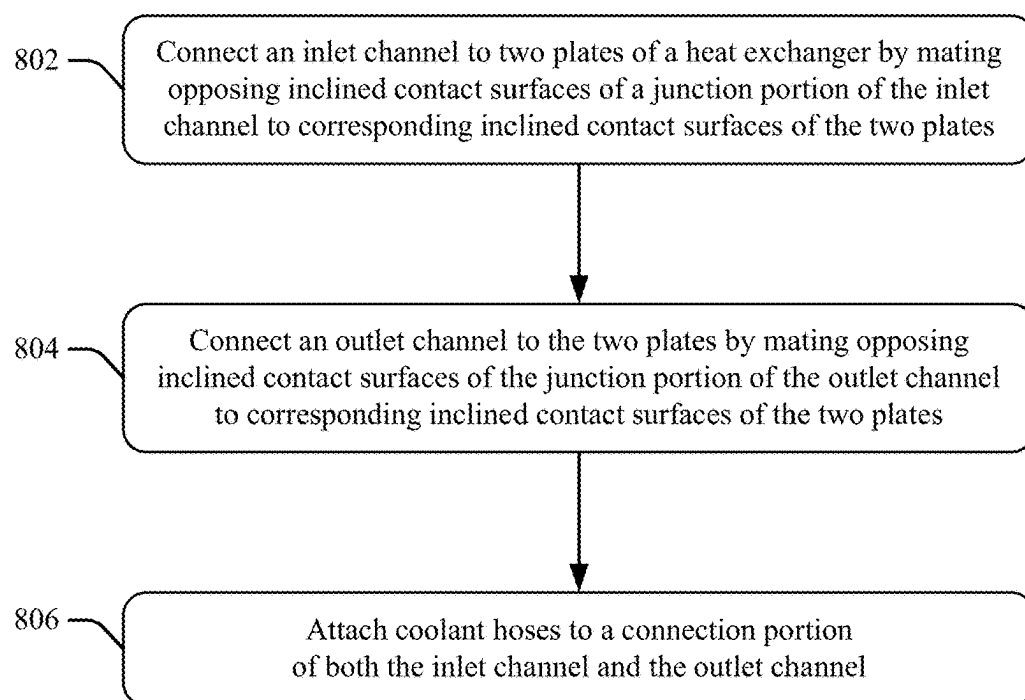 802
Connect an inlet channel to two plates of a heat exchanger by mating
opposing inclined contact surfaces of a junction portion of the inlet
channel to corresponding inclined contact surfaces of the two plates
804
Connect an outlet channel to the two plates by mating opposing
inclined contact surfaces of the junction portion of the outlet channel
to corresponding inclined contact surfaces of the two plates
806
Attach coolant hoses to a connection portion
of both the inlet channel and the outlet channel